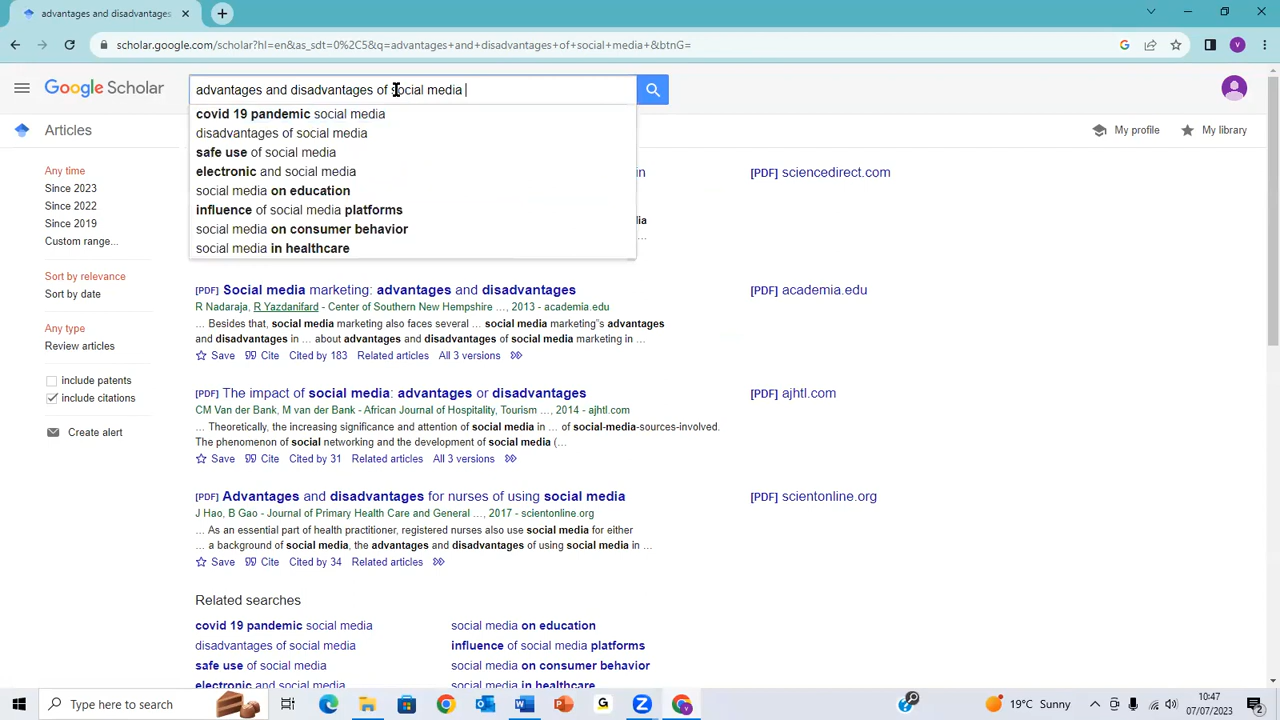 advantages and disadvantages
scholar.google.com/scholar?hl=en&as_sdt=0%2C5&q=advantages+and+disadvantages+of+social+media+&btnG=
Google Scholar
advantages and disadvantages of social media
covid 19 pandemic social media
disadvantages of social media
safe use of social media
electronic and social media
social media on education
influence of social media platforms
social media on consumer behavior
social media in healthcare
Articles
My profile
My library
Any time
Since 2023
Since 2022
Since 2019
Custom range...
Sort by relevance
Sort by date
Any type
Review articles
include patents
include citations
Create alert
in
[PDF] sciencedirect.com
ia
...
[PDF] Social media marketing: advantages and disadvantages
[PDF] academia.edu
R Nadaraja, R Yazdanifard - Center of Southern New Hempshire …, 2013 - academia.edu
... Besides that, social media marketing also faces several ... social media marketing"s advantages
and disadvantages in ... about advantages and disadvantages of social media marketing in ...
Save Cite Cited by 183 Related articles All 3 versions
[PDF] The impact of social media: advantages or disadvantages
[PDF] ajhtl.com
CM Van der Bank, M van der Bank - African Journal of Hospitality, Tourism …, 2014 - ajhtl.com
... Theoretically, the increasing significance and attention of social media in ... of social-media-sources-involved.
The phenomenon of social networking and the development of social media (...
Save Cite Cited by 31 Related articles All 3 versions
[PDF] Advantages and disadvantages for nurses of using social media
[PDF] scientonline.org
J Hao, B Gao - Journal of Primary Health Care and General …, 2017 - scientonline.org
... As an essential part of health practitioner, registered nurses also use social media for either
... a background of social media, the advantages and disadvantages of using social media in ...
Save Cite Cited by 34 Related articles
Related searches
covid 19 pandemic social media
social media on education
disadvantages of social media
influence of social media platforms
safe use of social media
social media on consumer behavior
electronic and social media
social media in healthcare
Type here to search
19°C Sunny
10:47
07/07/2023